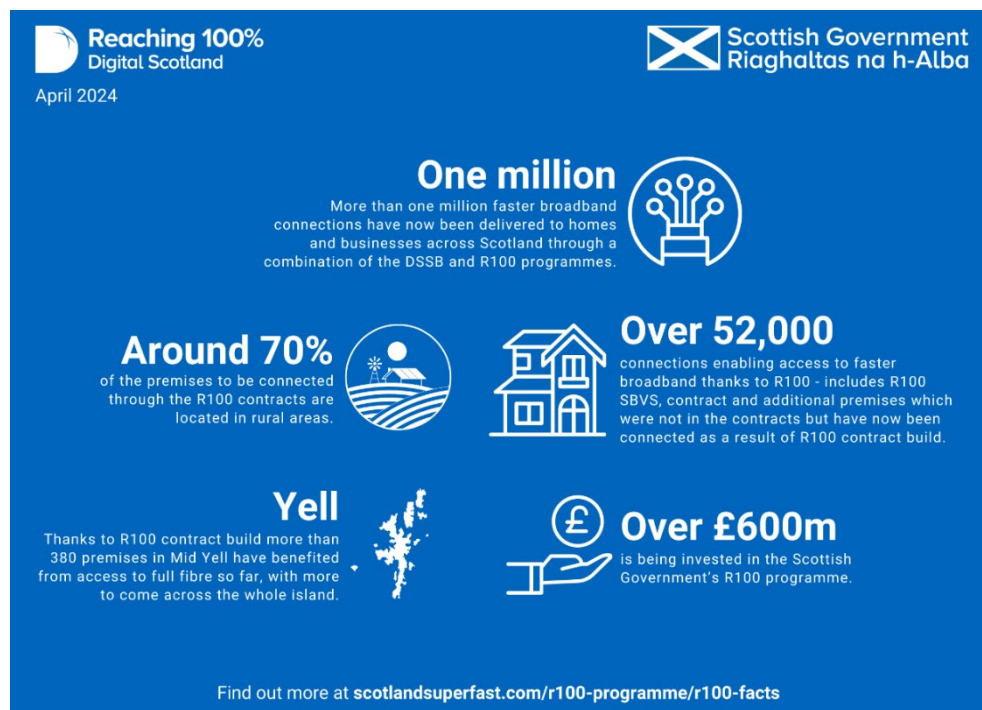 Reaching 100%
Digital Scotland
April 2024
Scottish Government
Riaghaltas na h-Alba
One million
More than one million faster broadband
connections have now been delivered to homes
and businesses across Scotland through a
combination of the DSSB and R100 programmes.
Around 70%
of the premises to be connected
through the R100 contracts are
located in rural areas.
Over 52,000
connections enabling access to faster
broadband thanks to R100 - includes R100
SBVS, contract and additional premises which
were not in the contracts but have now been
connected as a result of R100 contract build.
Yell
Thanks to R100 contract build more than
380 premises in Mid Yell have benefited
from access to full fibre so far, with more
to come across the whole island.
£
Over £600m
is being invested in the Scottish
Government's R100 programme.
Find out more at scotlandsuperfast.com/r100-programme/r100-facts